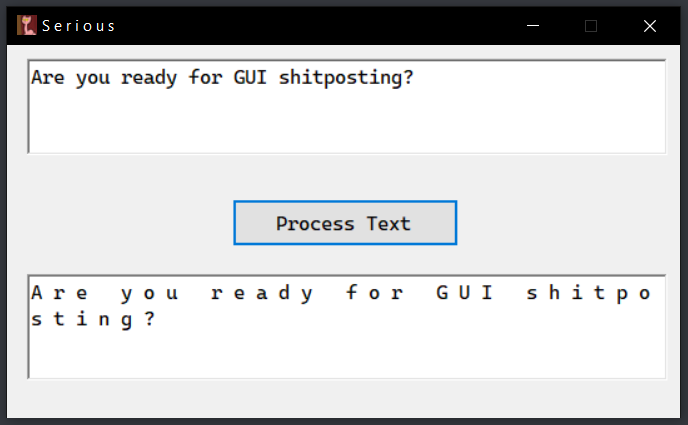 S e r i o u s
Are you ready for GUI shitposting?
Process Text
A r e   y o u   r e a d y   f o r   G U I   s h i t p o
s t i n g ?